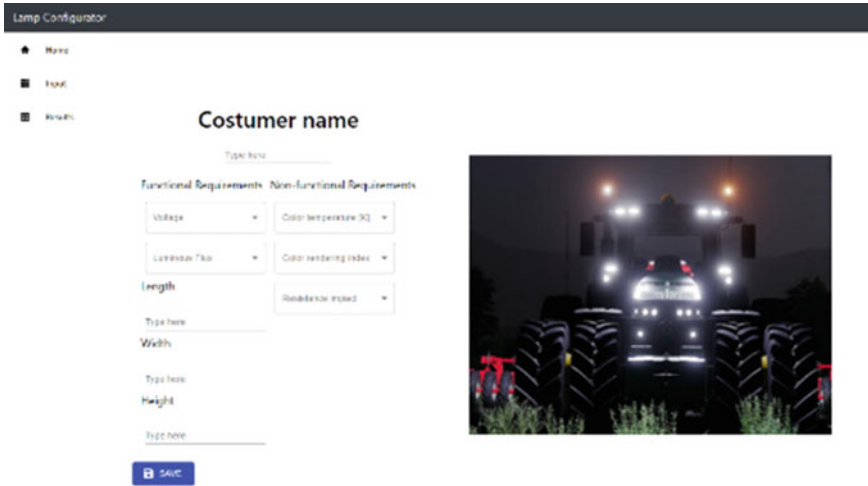 Lamp Configurator
Home
Input
Results
Costumer name
Type here
Functional Requirements Non-functional Requirements
Voltage Color temperature [K]
Luminous Flux Color rendering index
Length
Resistance impact
Type here
Width
Type here
Height
Type here
SAVE